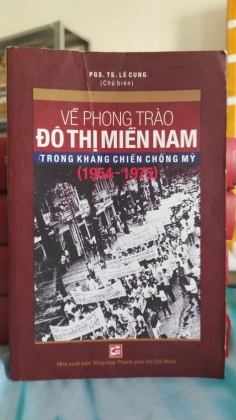 PGS. TS. LÊ CUNG
(Chủ biên)
VỀ PHONG TRÀO
ĐÔ THỊ MIỀN NAM
TRONG KHÁNG CHIẾN CHỐNG MỸ
(1954-1975)
Nhà xuất bản Tổng hợp Thành phố Hồ Chí Minh